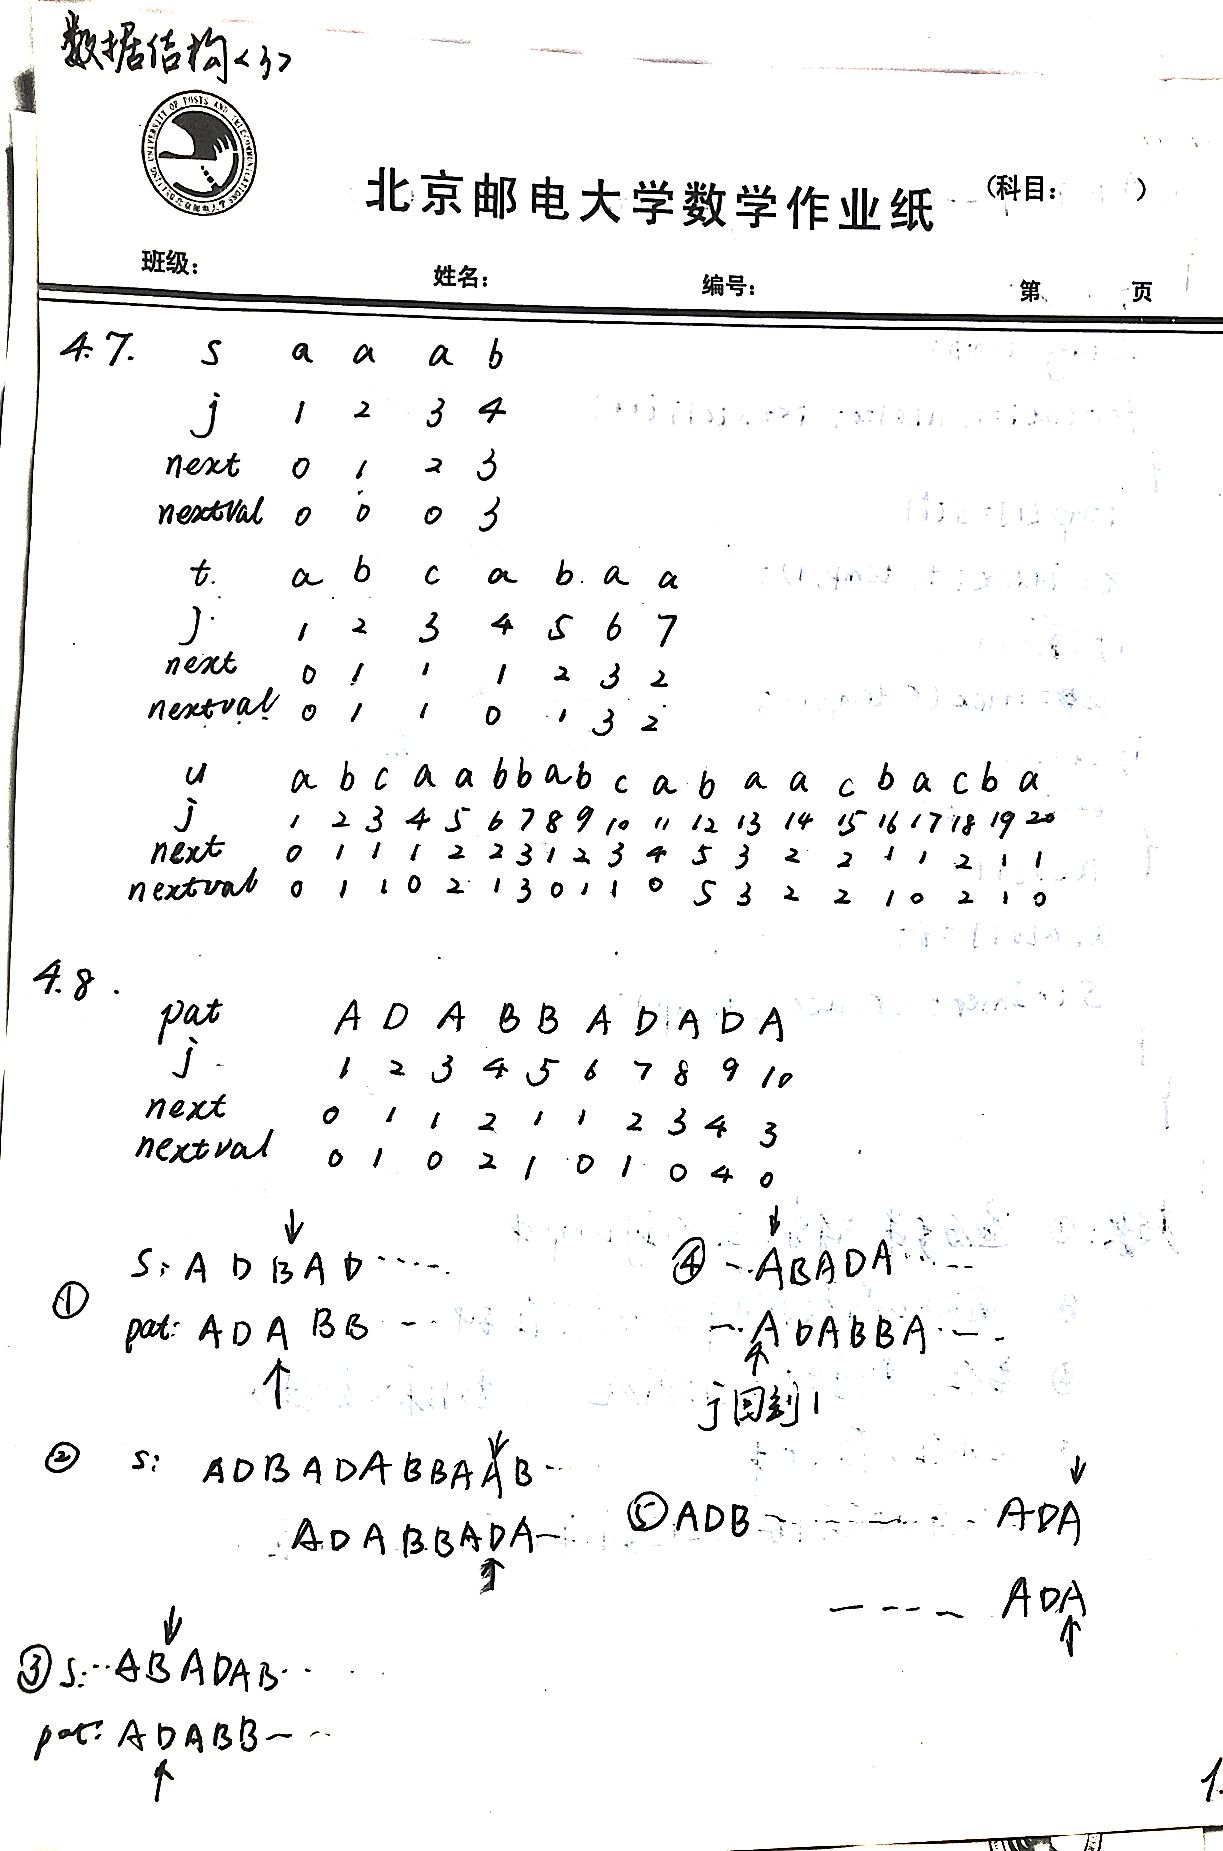 数据结构<3>
北京邮电大学数学作业纸 (科目: )
班级: 姓名: 编号: 第 页
4.7. s a a a b
j 1 2 3 4
next 0 1 2 3
nextval 0 0 0 3
t. a b c a b. a a
j 1 2 3 4 5 6 7
next 0 1 1 1 2 3 2
nextval 0 1 1 0 1 3 2
u a b c a a b b a b c a b a a c b a c b a
j 1 2 3 4 5 6 7 8 9 10 11 12 13 14 15 16 17 18 19 20
next 0 1 1 1 2 2 3 1 2 3 4 5 3 2 2 1 1 2 1 1
nextval 0 1 1 0 2 1 3 0 1 1 0 5 3 2 2 1 0 2 1 0
4.8.
pat A D A B B A D A D A
j 1 2 3 4 5 6 7 8 9 10
next 0 1 1 2 1 1 2 3 4 3
nextval 0 1 0 2 1 0 1 0 4 0
↓
① S: A D B A D ·····
pat: A D A B B ···
↑
② s: ADBADABBAAB ···
ADABBADA—
↑
↓
③ S: ··ABADAB·· ··
pat: ADABB— ··
↑
↓
④ ··ABADA·· ···
—·ADABBA·—·
↑
j回到1
↓
⑤ ADB ---------- ADA
— --- — ADA
↑
1.